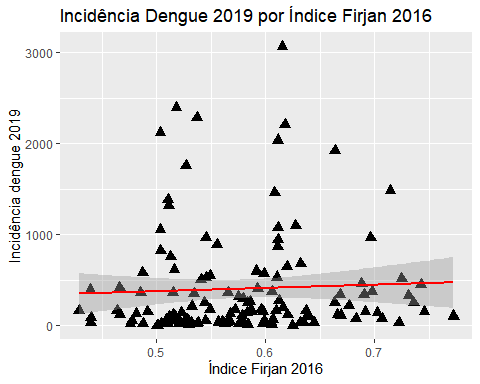 Incidência Dengue 2019 por Índice Firjan 2016
Incidência dengue 2019
3000
2000
1000
0
0.5 0.6 0.7
Índice Firjan 2016